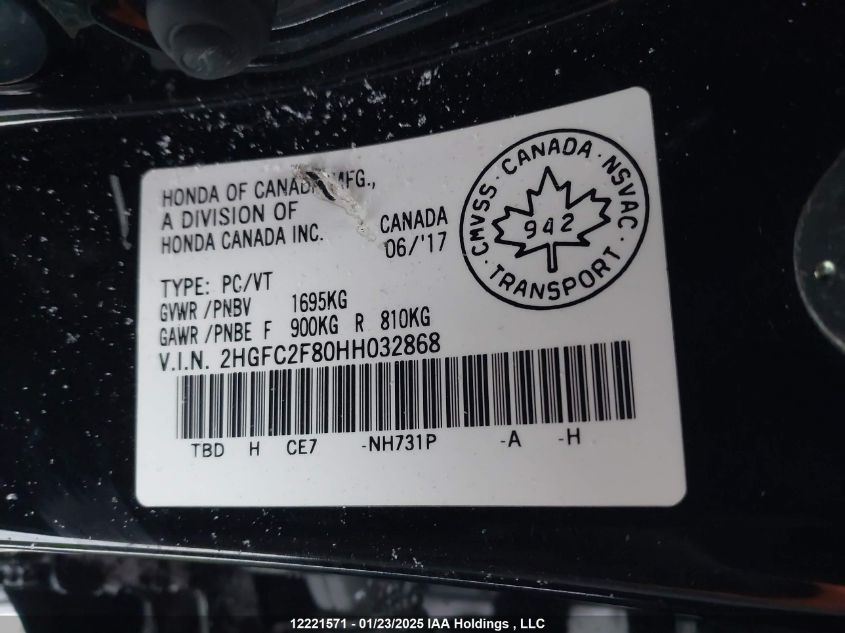 HONDA OF CANADA MFG.,
A DIVISION OF
HONDA CANADA INC.
CANADA
06/'17
CMVSS · CANADA · NSVAC · TRANSPORT ·
942
TYPE: PC/VT
GVWR /PNBV 1695KG
GAWR /PNBE F 900KG R 810KG
V.I.N. 2HGFC2F80HH032868
TBD H CE7 -NH731P -A -H
12221571 - 01/23/2025 IAA Holdings , LLC